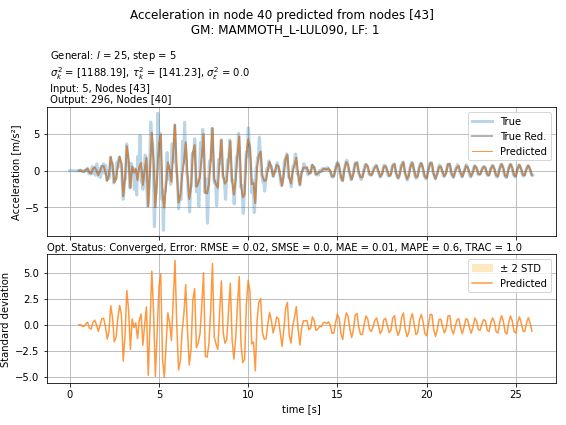 Acceleration in node 40 predicted from nodes [43]
GM: MAMMOTH_L-LUL090, LF: 1
General: l = 25, step = 5
σ²ₖ = [1188.19], τ²ₖ = [141.23], σ²ε = 0.0
Input: 5, Nodes [43]
Output: 296, Nodes [40]
Acceleration [m/s²]
5
0
−5
True
True Red.
Predicted
Opt. Status: Converged, Error: RMSE = 0.02, SMSE = 0.0, MAE = 0.01, MAPE = 0.6, TRAC = 1.0
Standard deviation
5.0
2.5
0.0
−2.5
−5.0
± 2 STD
Predicted
0 5 10 15 20 25
time [s]